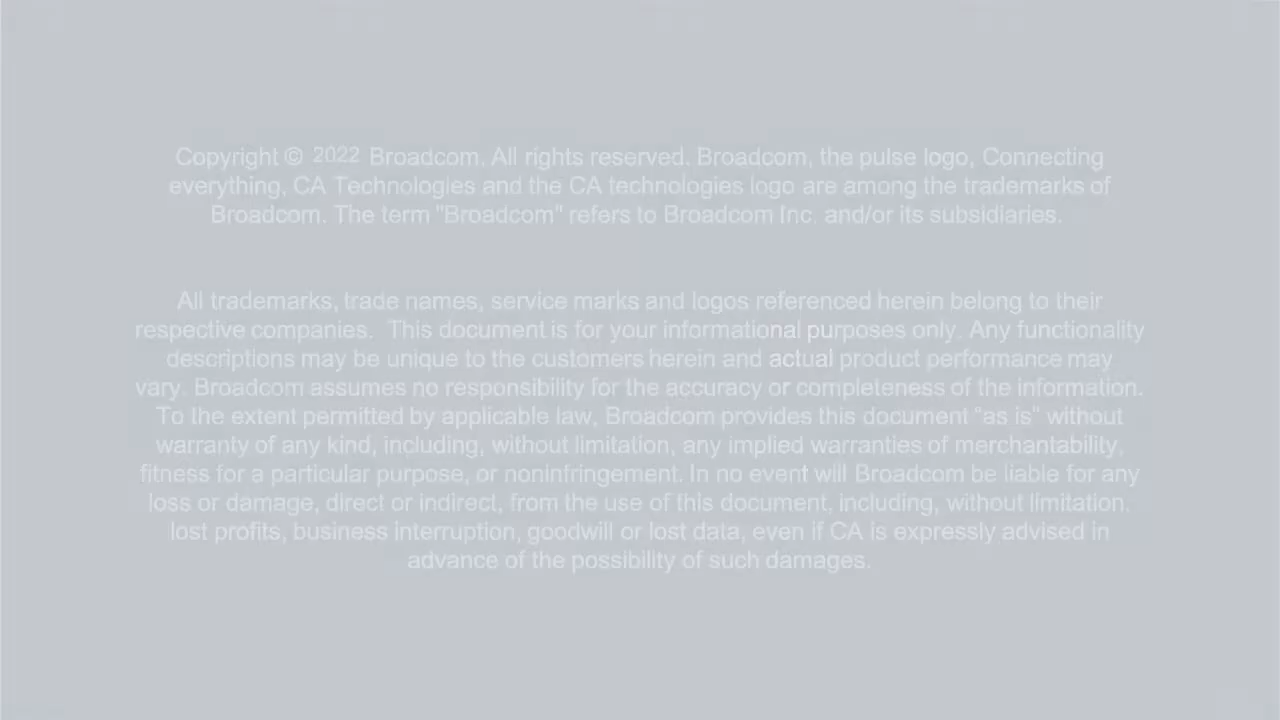 Copyright © 2022 Broadcom. All rights reserved. Broadcom, the pulse logo, Connecting
everything, CA Technologies and the CA technologies logo are among the trademarks of
Broadcom. The term "Broadcom" refers to Broadcom Inc. and/or its subsidiaries.
All trademarks, trade names, service marks and logos referenced herein belong to their
respective companies. This document is for your informational purposes only. Any functionality
descriptions may be unique to the customers herein and actual product performance may
vary. Broadcom assumes no responsibility for the accuracy or completeness of the information.
To the extent permitted by applicable law, Broadcom provides this document “as is” without
warranty of any kind, including, without limitation, any implied warranties of merchantability,
fitness for a particular purpose, or noninfringement. In no event will Broadcom be liable for any
loss or damage, direct or indirect, from the use of this document, including, without limitation.
lost profits, business interruption, goodwill or lost data, even if CA is expressly advised in
advance of the possibility of such damages.